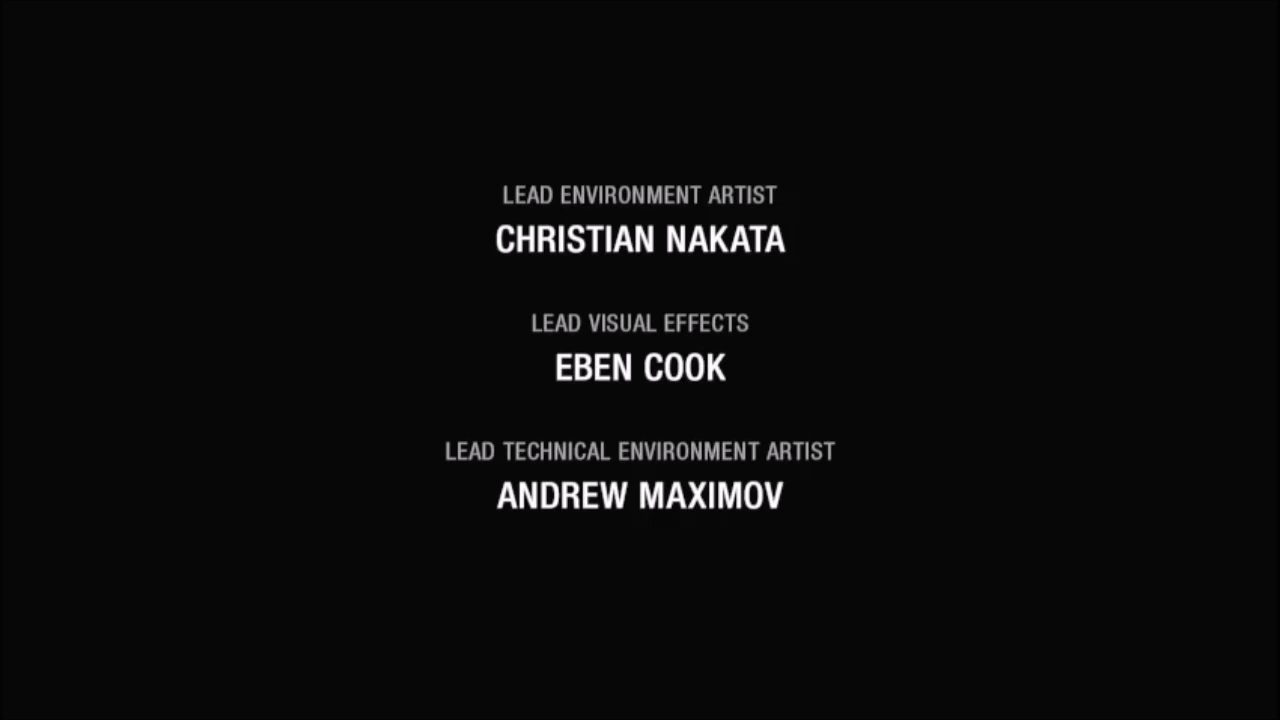 LEAD ENVIRONMENT ARTIST
CHRISTIAN NAKATA
LEAD VISUAL EFFECTS
EBEN COOK
LEAD TECHNICAL ENVIRONMENT ARTIST
ANDREW MAXIMOV